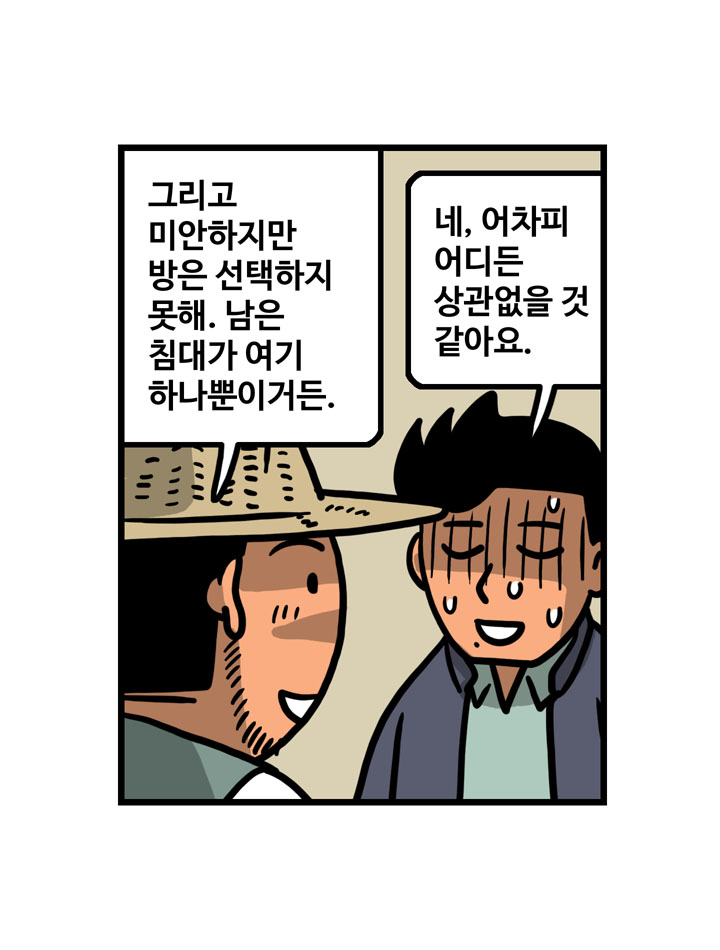 그리고
미안하지만
방은 선택하지
못해. 남은
침대가 여기
하나뿐이거든.
네, 어차피
어디든
상관없을 것
같아요.